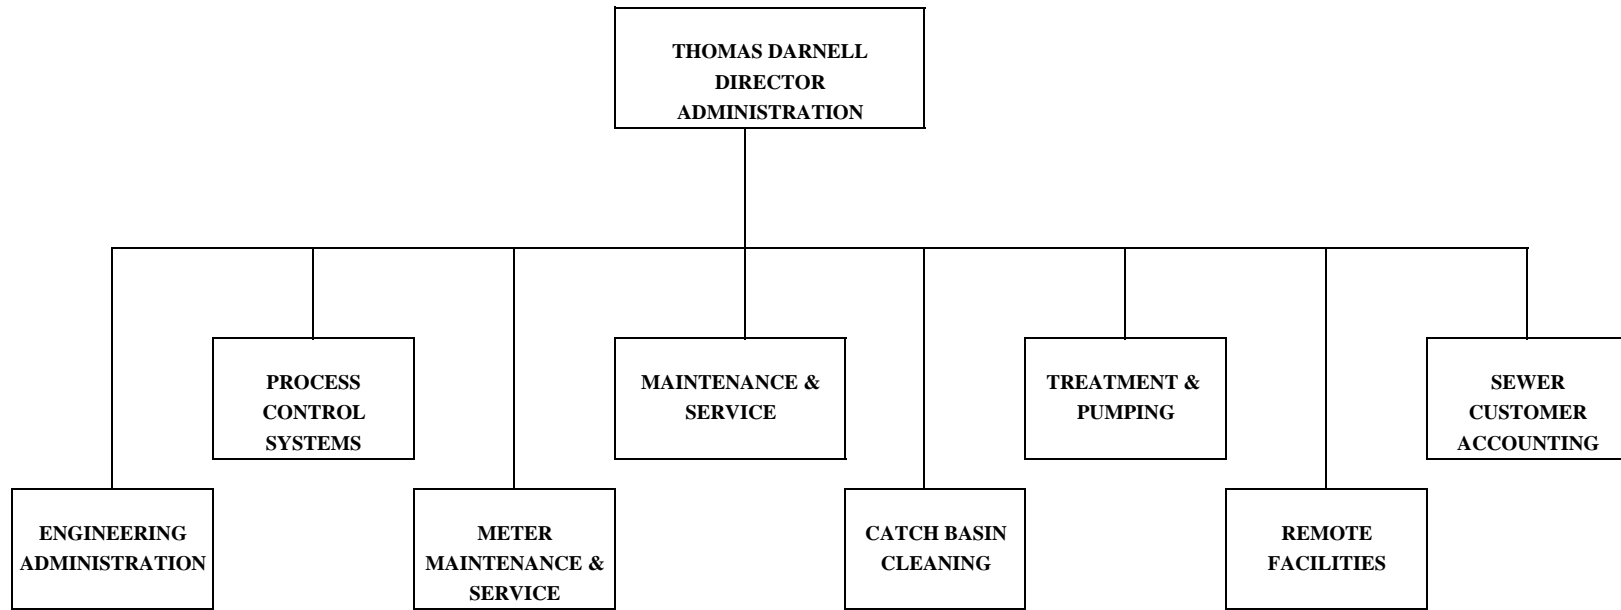 THOMAS DARNELL
DIRECTOR
ADMINISTRATION
PROCESS
CONTROL
SYSTEMS
MAINTENANCE &
SERVICE
TREATMENT &
PUMPING
SEWER
CUSTOMER
ACCOUNTING
ENGINEERING
ADMINISTRATION
METER
MAINTENANCE &
SERVICE
CATCH BASIN
CLEANING
REMOTE
FACILITIES